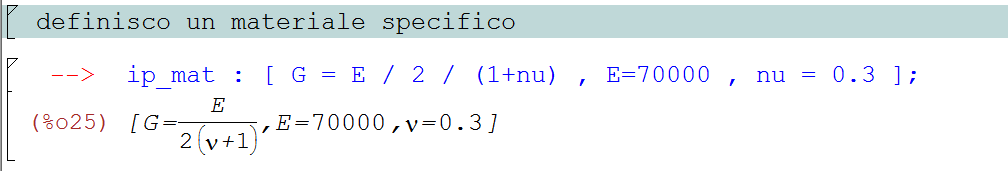 definisco un materiale specifico
--> ip_mat : [ G = E / 2 / (1+nu) , E=70000 , nu = 0.3 ];
(%o25) [G=E/2(ν+1),E=70000,ν=0.3]